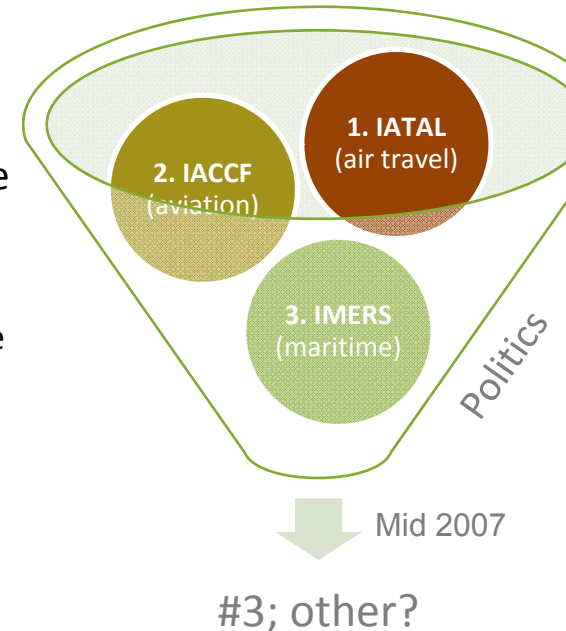 1. IATAL
(air travel)
e
2. IACCF
(aviation)
e
3. IMERS
(maritime)
Politics
Mid 2007
#3; other?